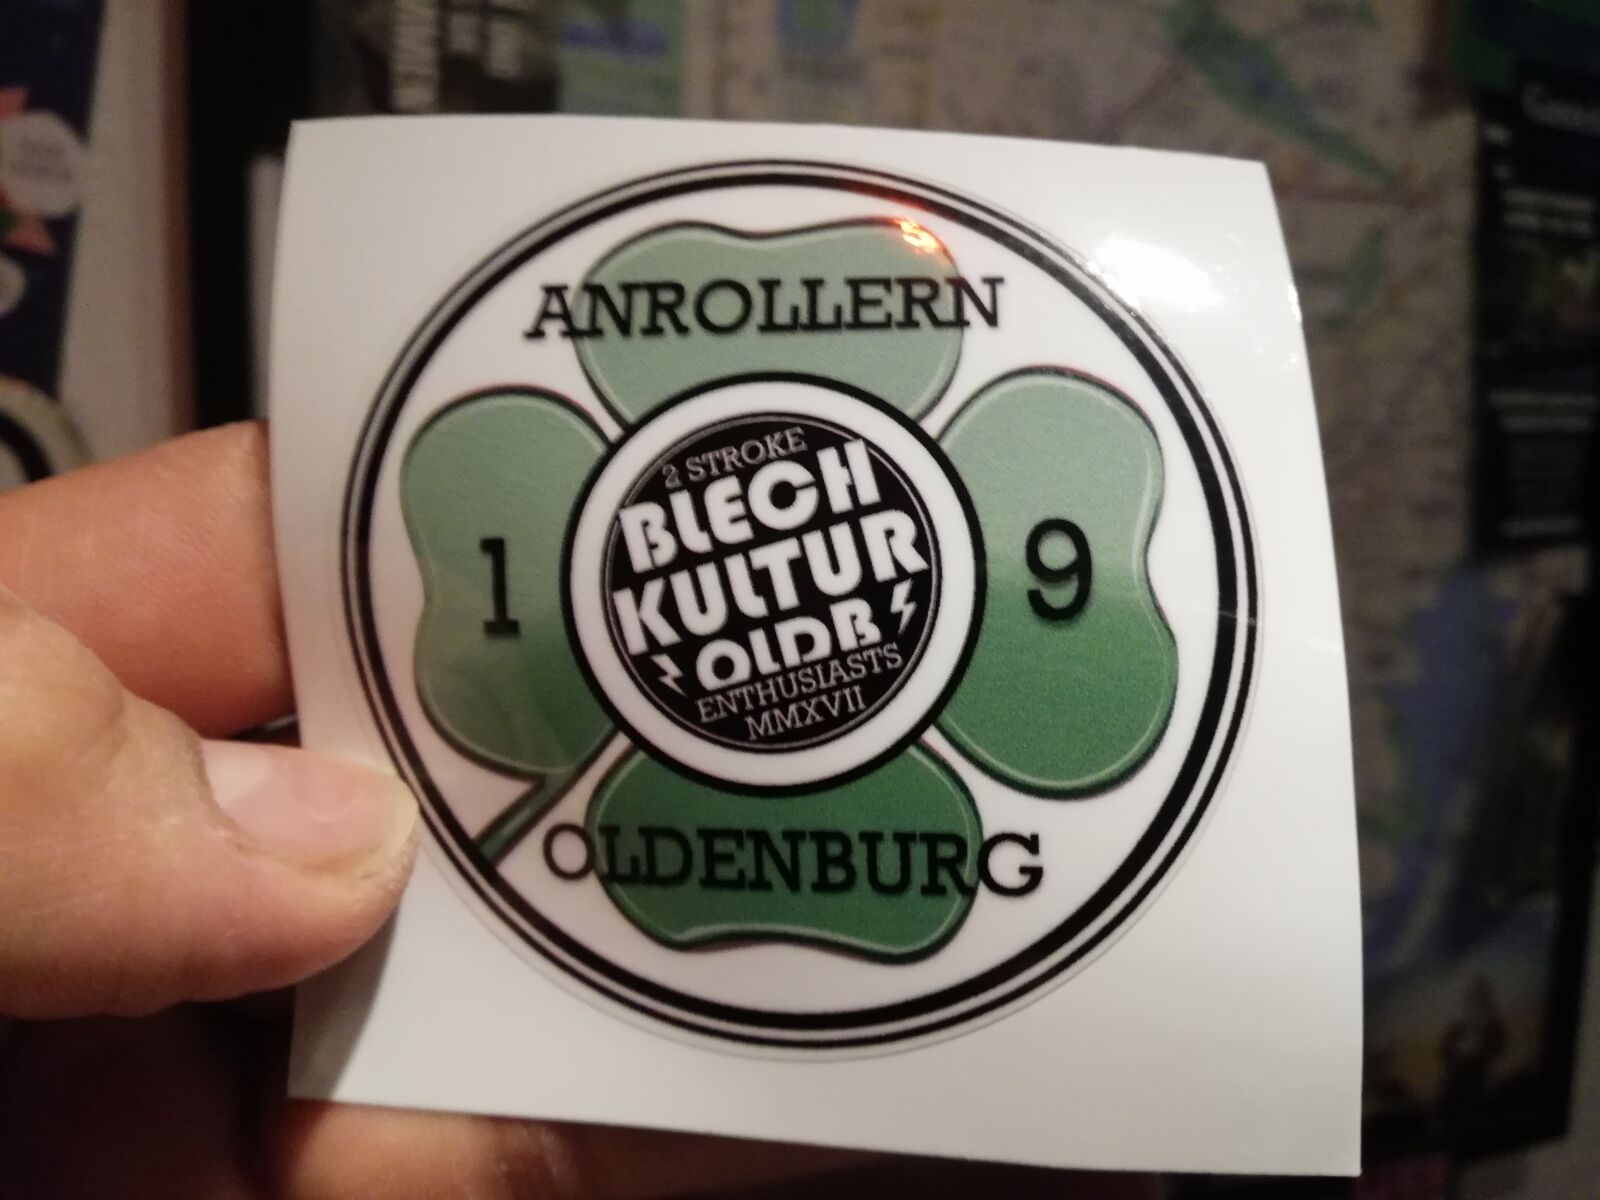 ANROLLERN
1
9
2 STROKE
BLECH
KULTUR
OLDB
ENTHUSIASTS
MMXVII
OLDENBURG